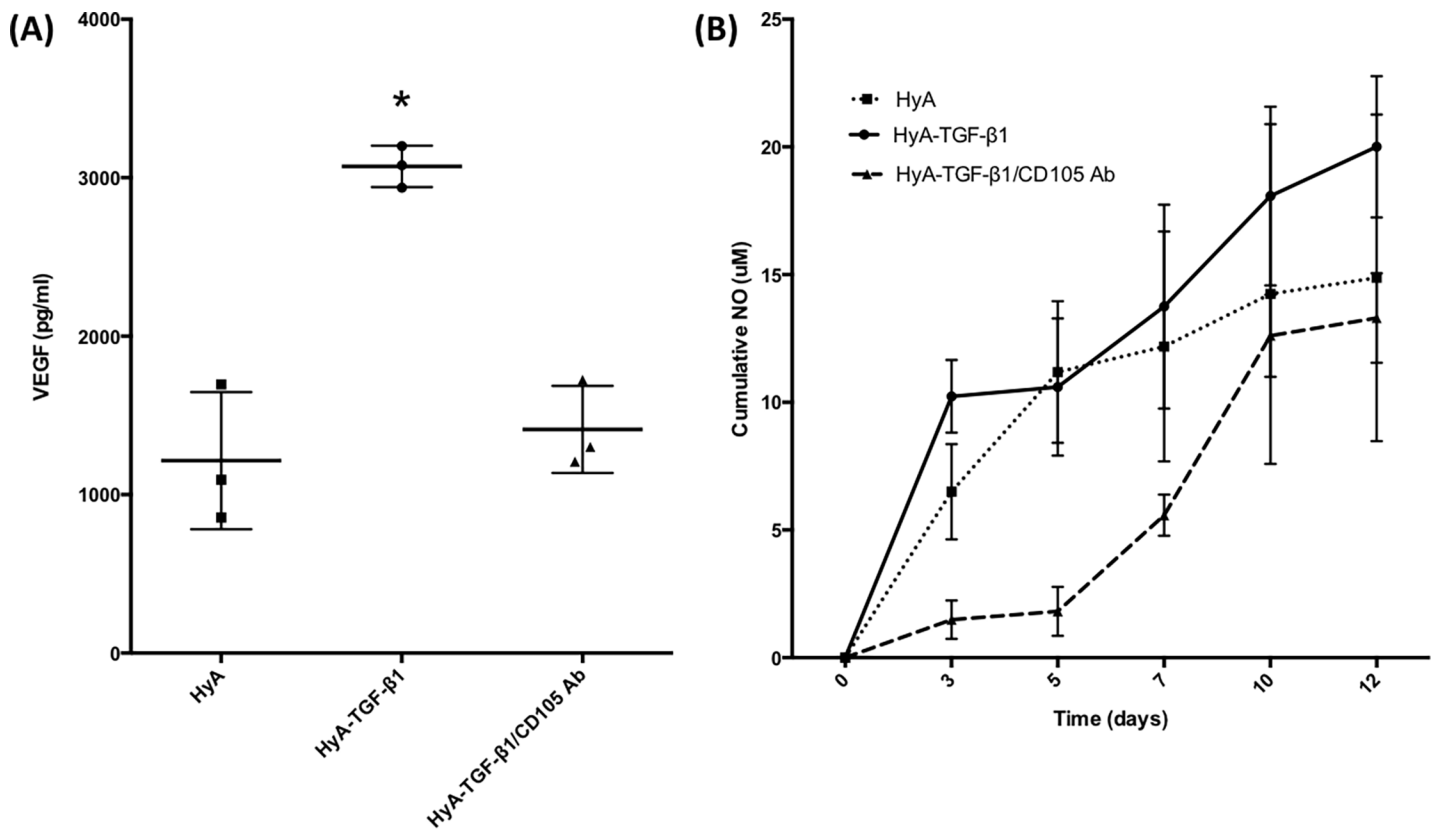 (A)
4000
3000
2000
1000
0
VEGF (pg/ml)
*
HyA
HyA-TGF-β1
HyA-TGF-β1/CD105 Ab
(B)
25
20
15
10
5
0
Cumulative NO (uM)
HyA
HyA-TGF-β1
HyA-TGF-β1/CD105 Ab
0 3 5 7 10 12
Time (days)